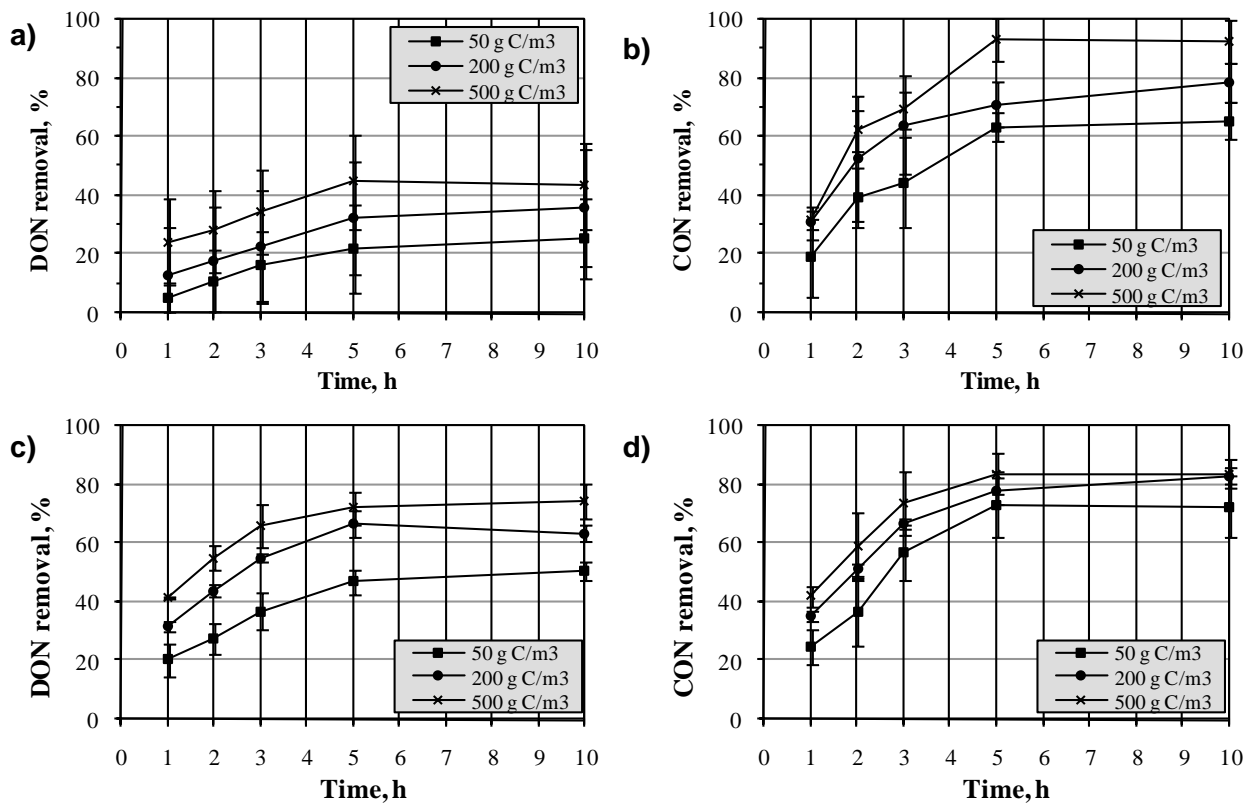 a)
DON removal, %
100
80
60
40
20
0
0 1 2 3 4 5 6 7 8 9 10
Time, h
50 g C/m3
200 g C/m3
500 g C/m3
b)
CON removal, %
100
80
60
40
20
0
0 1 2 3 4 5 6 7 8 9 10
Time, h
50 g C/m3
200 g C/m3
500 g C/m3
c)
DON removal, %
100
80
60
40
20
0
0 1 2 3 4 5 6 7 8 9 10
Time, h
50 g C/m3
200 g C/m3
500 g C/m3
d)
CON removal, %
100
80
60
40
20
0
0 1 2 3 4 5 6 7 8 9 10
Time, h
50 g C/m3
200 g C/m3
500 g C/m3